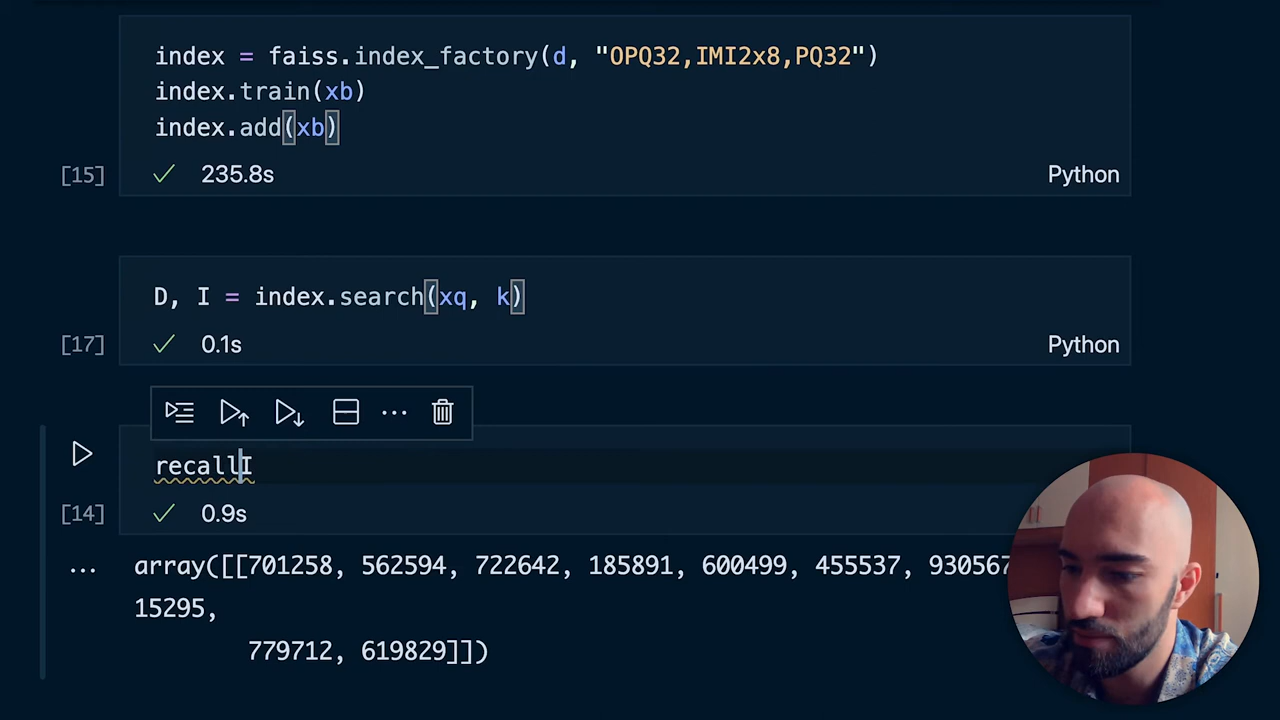 index = faiss.index_factory(d, "OPQ32,IMI2x8,PQ32")
index.train(xb)
index.add(xb)
[15]
235.8s
Python
D, I = index.search(xq, k)
[17]
0.1s
Python
recallI
[14]
0.9s
... array([[701258, 562594, 722642, 185891, 600499, 455537, 930567
15295,
779712, 619829]])